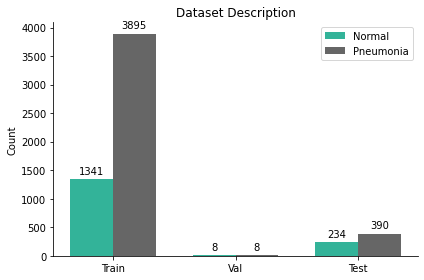 Dataset Description
Normal
Pneumonia
Count
4000
3500
3000
2500
2000
1500
1000
500
0
1341
3895
8
8
234
390
Train
Val
Test